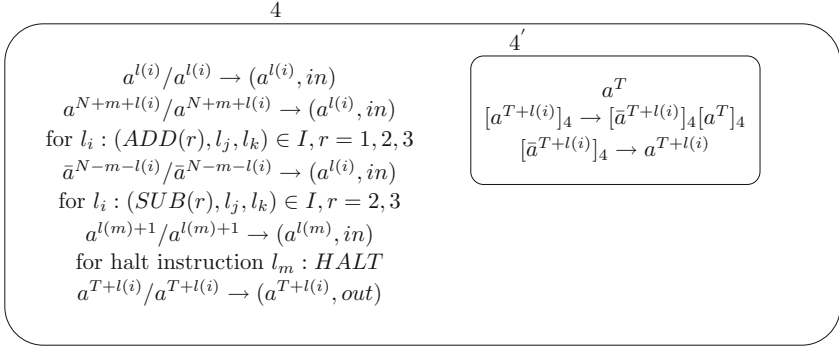 4
4′
a^{l(i)}/a^{l(i)} → (a^{l(i)}, in)
a^{N+m+l(i)}/a^{N+m+l(i)} → (a^{l(i)}, in)
for l_i : (ADD(r), l_j, l_k) ∈ I, r = 1, 2, 3
ā^{N−m−l(i)}/ā^{N−m−l(i)} → (a^{l(i)}, in)
for l_i : (SUB(r), l_j, l_k) ∈ I, r = 2, 3
a^{l(m)+1}/a^{l(m)+1} → (a^{l(m)}, in)
for halt instruction l_m : HALT
a^{T+l(i)}/a^{T+l(i)} → (a^{T+l(i)}, out)
a^T
[a^{T+l(i)}]_4 → [ā^{T+l(i)}]_4[a^T]_4
[ā^{T+l(i)}]_4 → a^{T+l(i)}